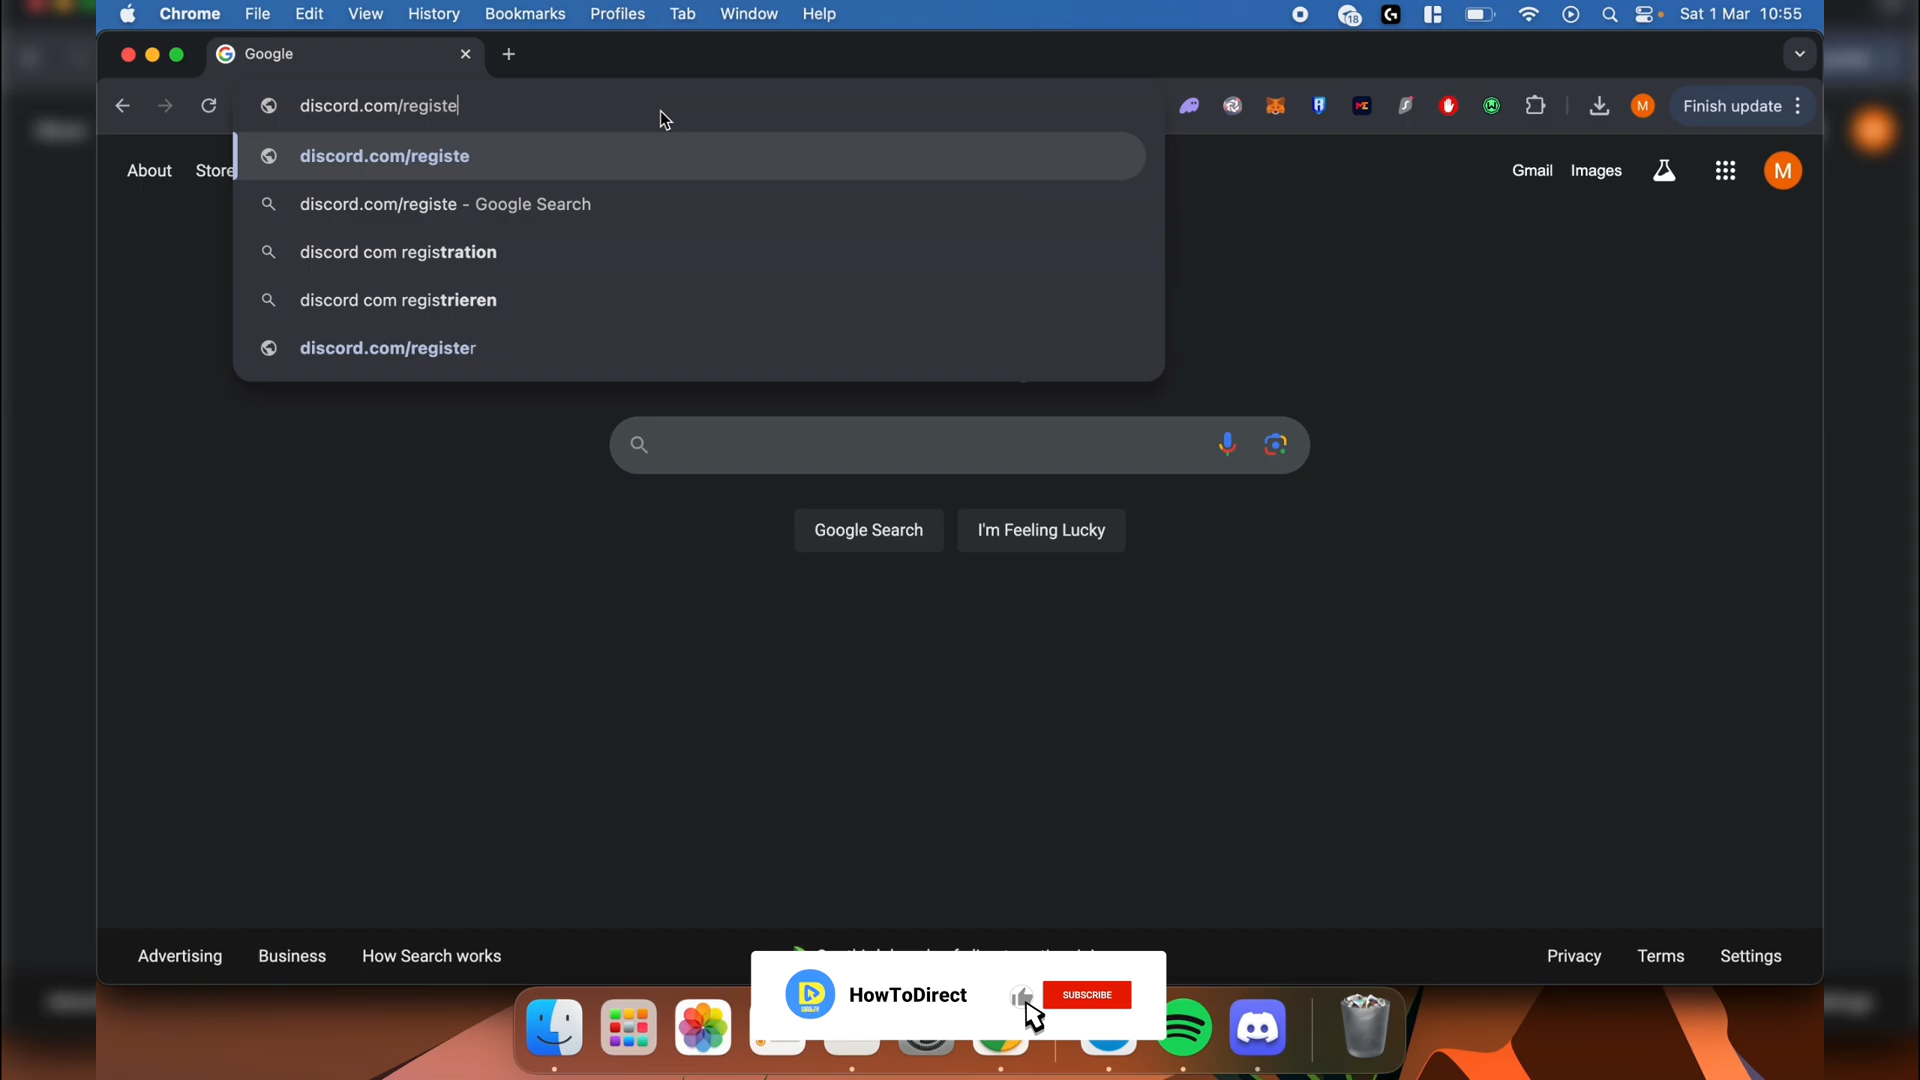 Chrome File Edit View History Bookmarks Profiles Tab Window Help 18 Sat 1 Mar 10:55
Google
discord.com/registe Finish update
discord.com/registe
About Store Gmail Images M
discord.com/registe - Google Search
discord com registration
discord com registrieren
discord.com/register
Google Search I'm Feeling Lucky
Advertising Business How Search works Privacy Terms Settings
HowToDirect SUBSCRIBE